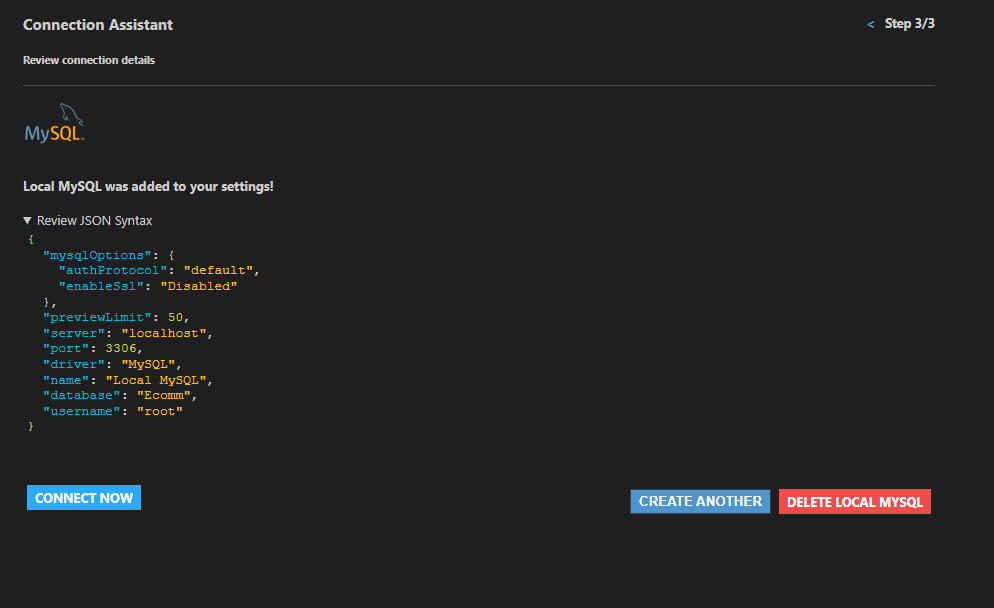 Connection Assistant
< Step 3/3
Review connection details
MySQL™
Local MySQL was added to your settings!
▼ Review JSON Syntax
{
  "mysqlOptions": {
    "authProtocol": "default",
    "enableSsl": "Disabled"
  },
  "previewLimit": 50,
  "server": "localhost",
  "port": 3306,
  "driver": "MySQL",
  "name": "Local MySQL",
  "database": "Ecomm",
  "username": "root"
}
CONNECT NOW
CREATE ANOTHER
DELETE LOCAL MYSQL